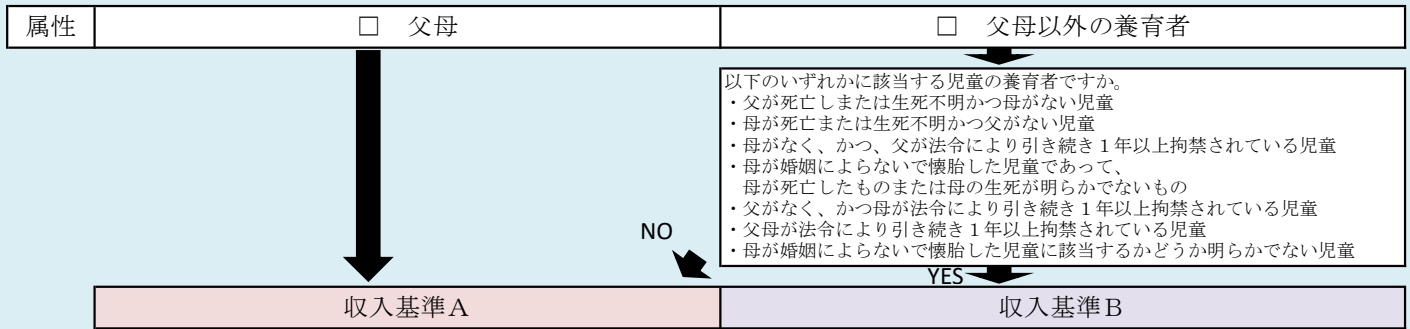 属性 □ 父母 □ 父母以外の養育者
以下のいずれかに該当する児童の養育者ですか。
・父が死亡しまたは生死不明かつ母がない児童
・母が死亡または生死不明かつ父がない児童
・母がなく、かつ、父が法令により引き続き１年以上拘禁されている児童
・母が婚姻によらないで懐胎した児童であって、
母が死亡したものまたは母の生死が明らかでないもの
・父がなく、かつ母が法令により引き続き１年以上拘禁されている児童
・父母が法令により引き続き１年以上拘禁されている児童
・母が婚姻によらないで懐胎した児童に該当するかどうか明らかでない児童
NO
YES
収入基準Ａ 収入基準Ｂ